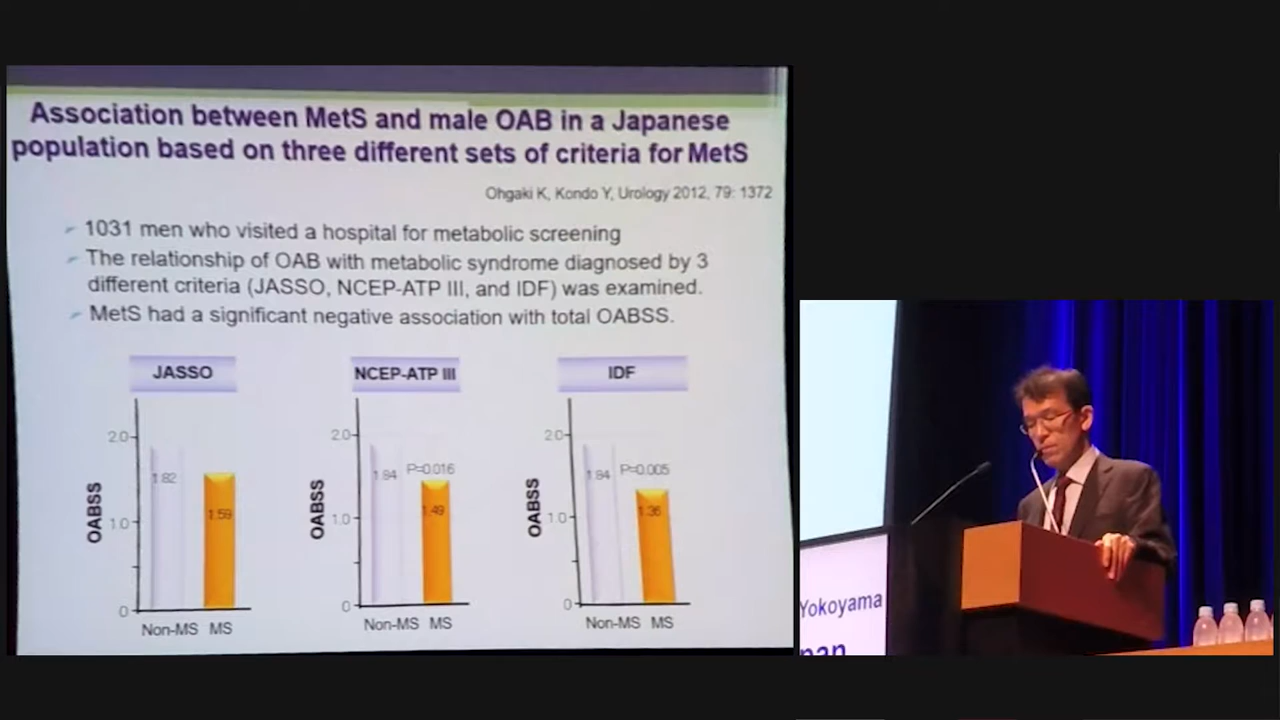 Association between MetS and male OAB in a Japanese
population based on three different sets of criteria for MetS
Ohgaki K, Kondo Y, Urology 2012, 79: 1372
1031 men who visited a hospital for metabolic screening
The relationship of OAB with metabolic syndrome diagnosed by 3
different criteria (JASSO, NCEP-ATP III, and IDF) was examined.
MetS had a significant negative association with total OABSS.
JASSO
OABSS
2.0
1.0
0
1.82
1.59
Non-MS MS
NCEP-ATP III
OABSS
2.0
1.0
0
1.84
P=0.016
1.49
Non-MS MS
IDF
OABSS
2.0
1.0
0
1.84
P=0.005
1.36
Non-MS MS
Yokoyama
pan